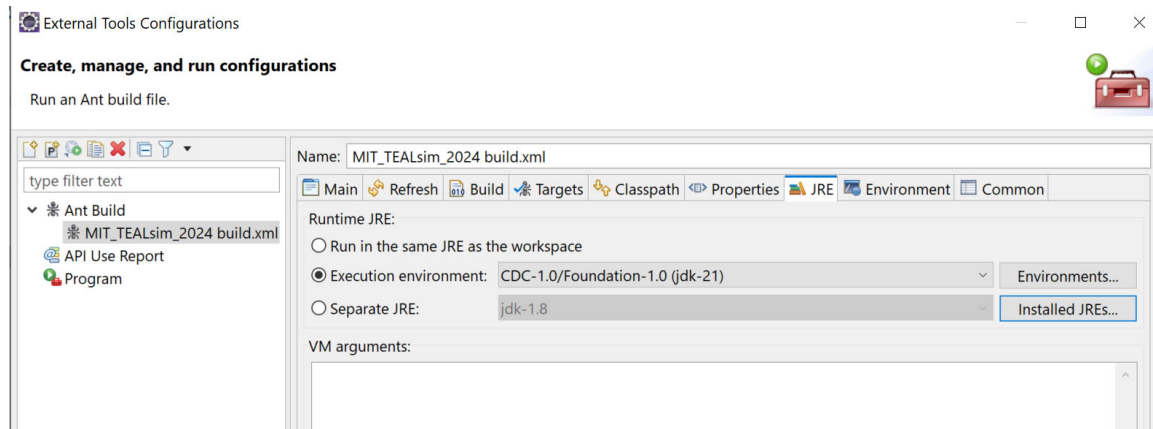 External Tools Configurations
Create, manage, and run configurations
Run an Ant build file.
type filter text
Ant Build
MIT_TEALsim_2024 build.xml
API Use Report
Program
Name: MIT_TEALsim_2024 build.xml
Main Refresh Build Targets Classpath Properties JRE Environment Common
Runtime JRE:
Run in the same JRE as the workspace
Execution environment: CDC-1.0/Foundation-1.0 (jdk-21) Environments...
Separate JRE: jdk-1.8 Installed JREs...
VM arguments: